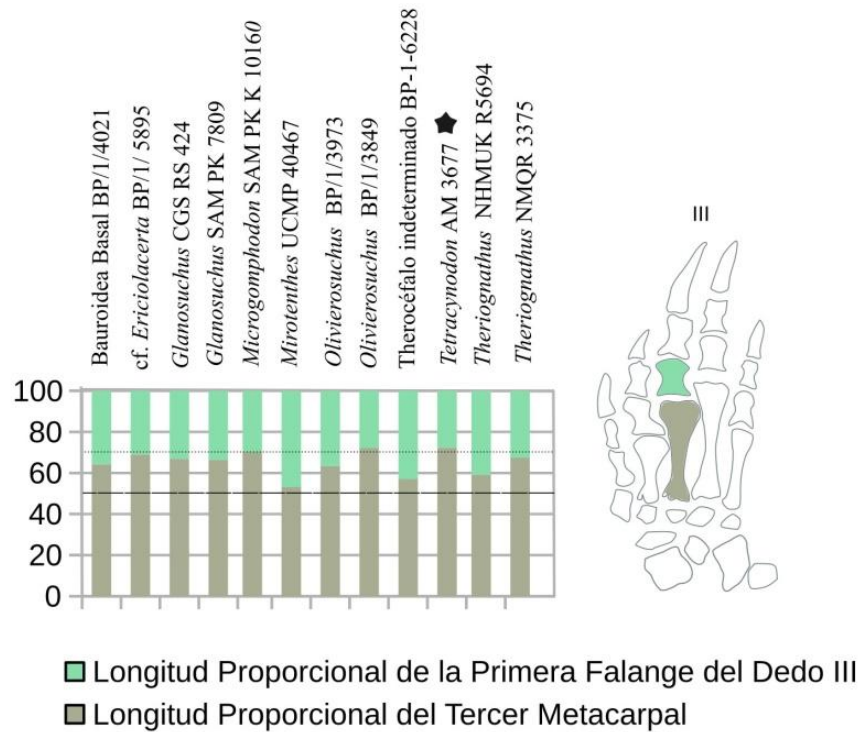 Bauroidea Basal BP/1/4021
cf. Ericiolacerta BP/1/ 5895
Glanosuchus CGS RS 424
Glanosuchus SAM PK 7809
Microgomphodon SAM PK K 10160
Mirotenthes UCMP 40467
Olivierosuchus BP/1/3973
Olivierosuchus BP/1/3849
Therocéfalo indeterminado BP-1-6228
Tetracynodon AM 3677
Theriognathus NHMUK R5694
Theriognathus NMQR 3375
III
100
80
60
40
20
0
Longitud Proporcional de la Primera Falange del Dedo III
Longitud Proporcional del Tercer Metacarpal